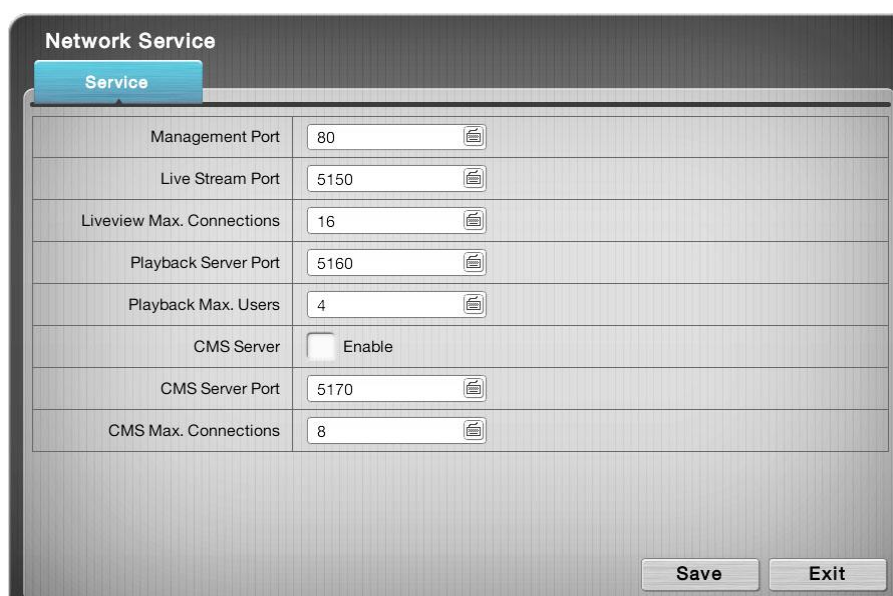 Network Service
Service
Management Port 80
Live Stream Port 5150
Liveview Max. Connections 16
Playback Server Port 5160
Playback Max. Users 4
CMS Server Enable
CMS Server Port 5170
CMS Max. Connections 8
Save Exit